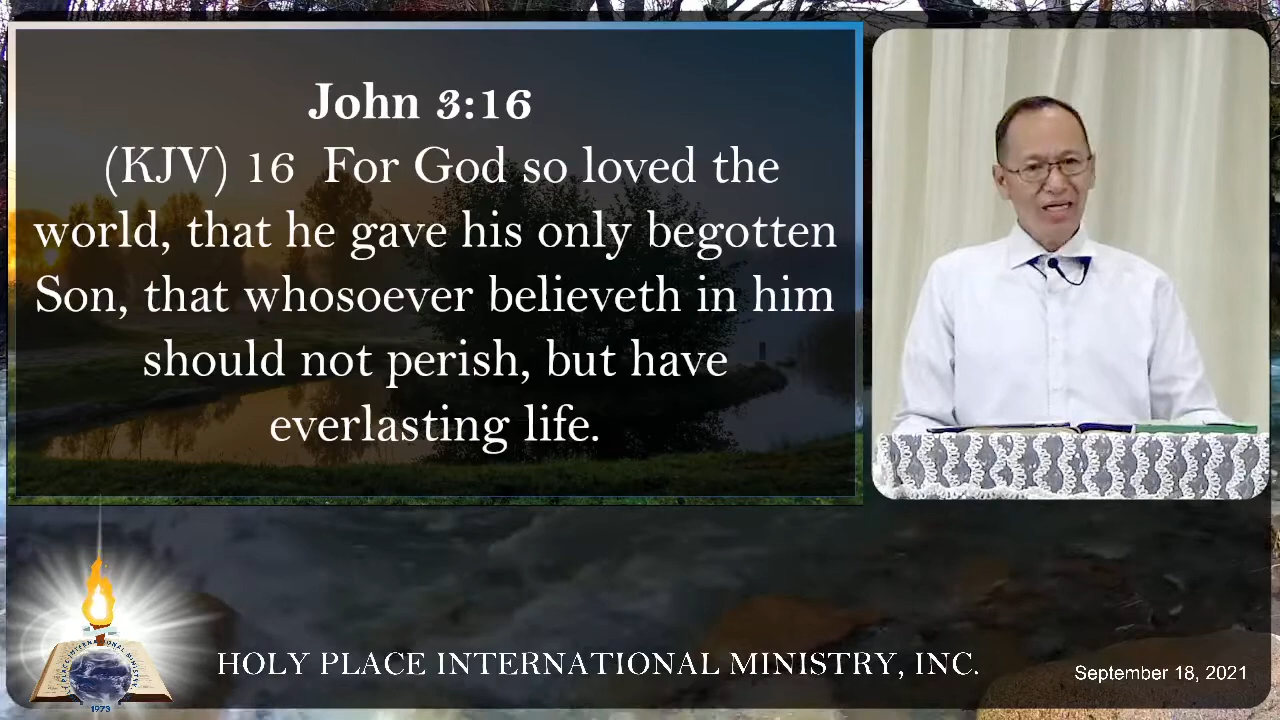 John 3:16
(KJV) 16 For God so loved the
world, that he gave his only begotten
Son, that whosoever believeth in him
should not perish, but have
everlasting life.
HOLY PLACE INTERNATIONAL MINISTRY, INC.
September 18, 2021
1973